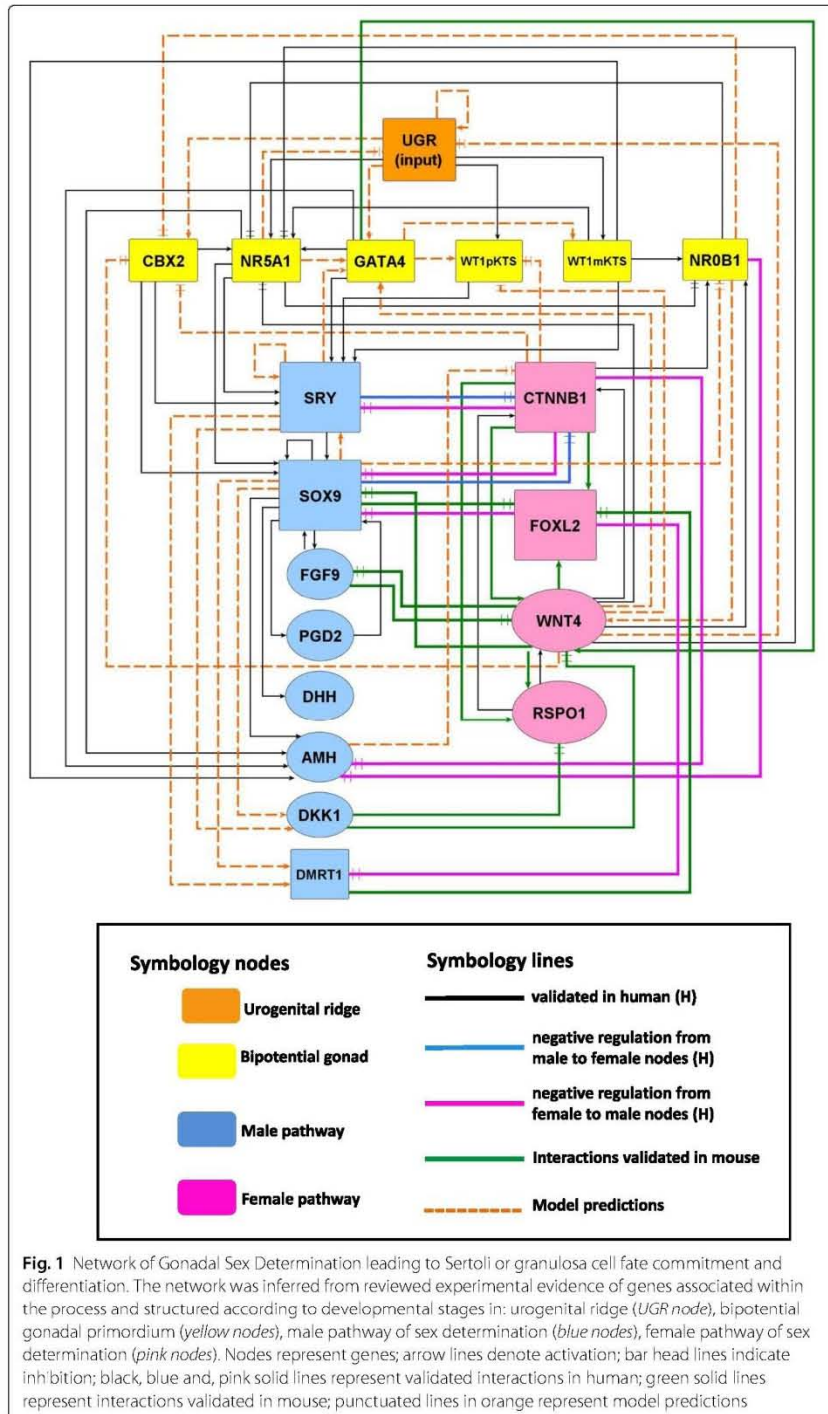 UGR
(input)
CBX2
NR5A1
GATA4
WT1pKTS
WT1mKTS
NR0B1
SRY
CTNNB1
SOX9
FOXL2
FGF9
WNT4
PGD2
RSPO1
DHH
AMH
DKK1
DMRT1
Symbology nodes
Symbology lines
Urogenital ridge
validated in human (H)
Bipotential gonad
negative regulation from
male to female nodes (H)
Male pathway
negative regulation from
female to male nodes (H)
Interactions validated in mouse
Female pathway
Model predictions
Fig. 1 Network of Gonadal Sex Determination leading to Sertoli or granulosa cell fate commitment and
differentiation. The network was inferred from reviewed experimental evidence of genes associated within
the process and structured according to developmental stages in: urogenital ridge (UGR node), bipotential
gonadal primordium (yellow nodes), male pathway of sex determination (blue nodes), female pathway of sex
determination (pink nodes). Nodes represent genes; arrow lines denote activation; bar head lines indicate
inhibition; black, blue and, pink solid lines represent validated interactions in human; green solid lines
represent interactions validated in mouse; punctuated lines in orange represent model predictions